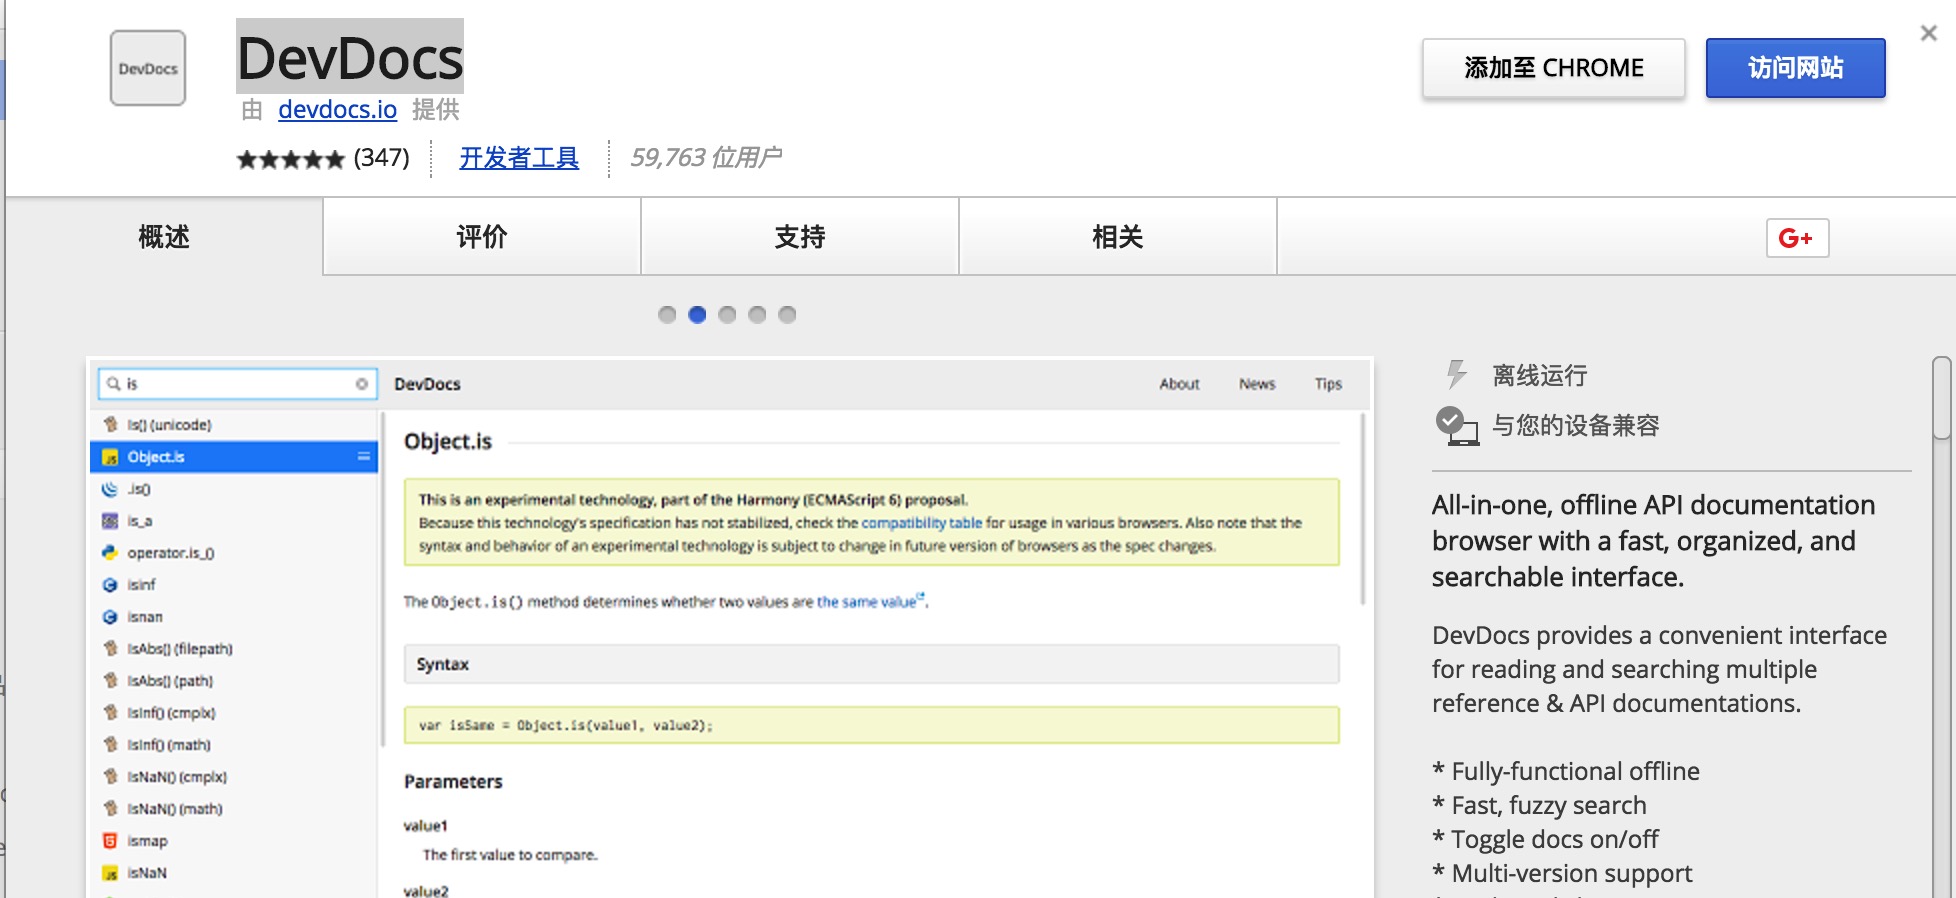 DevDocs
DevDocs
由 devdocs.io 提供
★★★★★ (347) 开发者工具 59,763 位用户
添加至 CHROME 访问网站
概述 评价 支持 相关 G+
is DevDocs About News Tips
Is() (unicode)
Object.is
.is()
is_a
operator.is_()
isinf
isnan
IsAbs() (filepath)
IsAbs() (path)
IsInf() (cmplx)
IsInf() (math)
IsNaN() (cmplx)
IsNaN() (math)
ismap
isNaN
Object.is
This is an experimental technology, part of the Harmony (ECMAScript 6) proposal.
Because this technology's specification has not stabilized, check the compatibility table for usage in various browsers. Also note that the
syntax and behavior of an experimental technology is subject to change in future version of browsers as the spec changes.
The Object.is() method determines whether two values are the same value.
Syntax
var isSame = Object.is(value1, value2);
Parameters
value1
The first value to compare.
value2
离线运行
与您的设备兼容
All-in-one, offline API documentation
browser with a fast, organized, and
searchable interface.
DevDocs provides a convenient interface
for reading and searching multiple
reference & API documentations.
* Fully-functional offline
* Fast, fuzzy search
* Toggle docs on/off
* Multi-version support